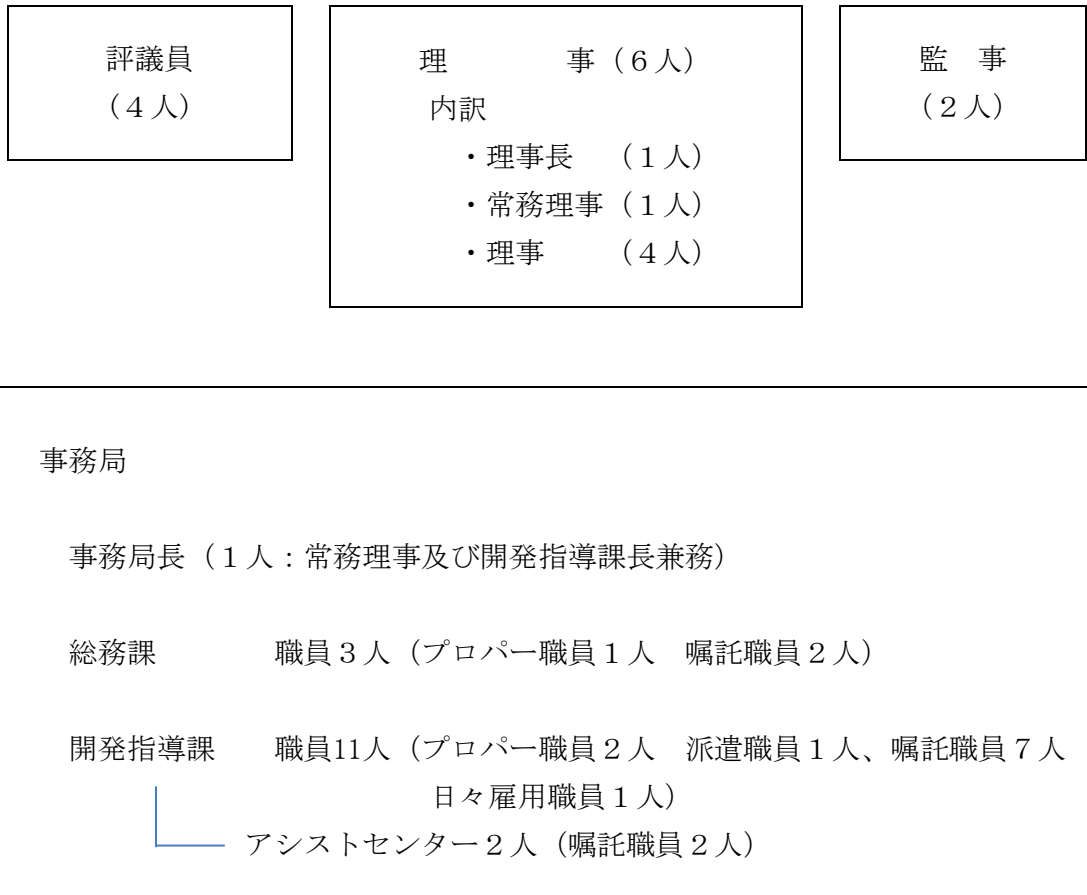 評議員
（４人）
理　　　　事（６人）
内訳
・理事長　（１人）
・常務理事（１人）
・理事　　（４人）
監　事
（２人）
事務局
事務局長（１人：常務理事及び開発指導課長兼務）
総務課　　　　職員３人（プロパー職員１人　嘱託職員２人）
開発指導課　　職員11人（プロパー職員２人　派遣職員１人、嘱託職員７人
日々雇用職員１人）
アシストセンター２人（嘱託職員２人）